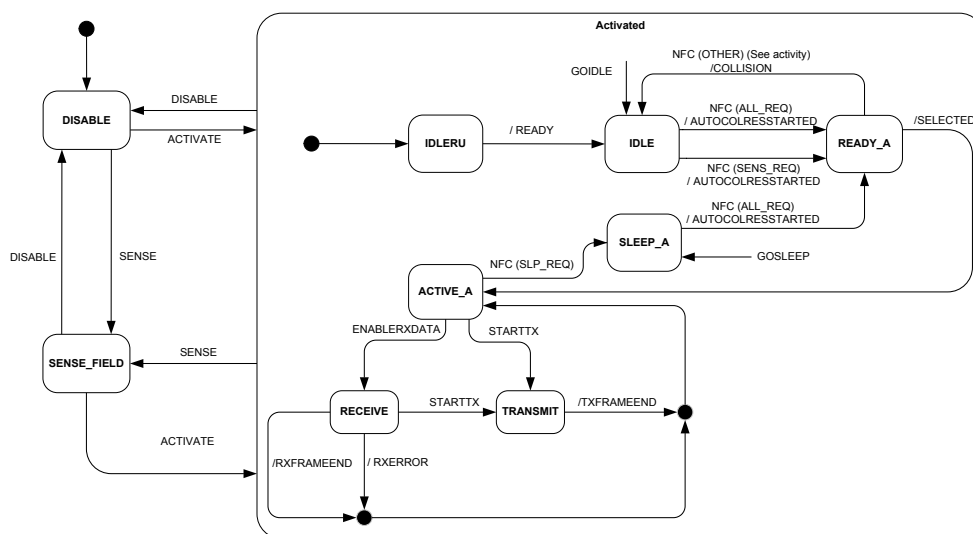 Activated
NFC (OTHER) (See activity)
/COLLISION
GOIDLE
DISABLE
DISABLE
ACTIVATE
IDLERU
/ READY
IDLE
NFC (ALL_REQ)
/ AUTOCOLRESSTARTED
READY_A
/SELECTED
NFC (SENS_REQ)
/ AUTOCOLRESSTARTED
NFC (ALL_REQ)
/ AUTOCOLRESSTARTED
SLEEP_A
GOSLEEP
DISABLE
SENSE
NFC (SLP_REQ)
ACTIVE_A
ENABLERXDATA
STARTTX
SENSE_FIELD
SENSE
RECEIVE
STARTTX
TRANSMIT
/TXFRAMEEND
ACTIVATE
/RXFRAMEEND
/ RXERROR